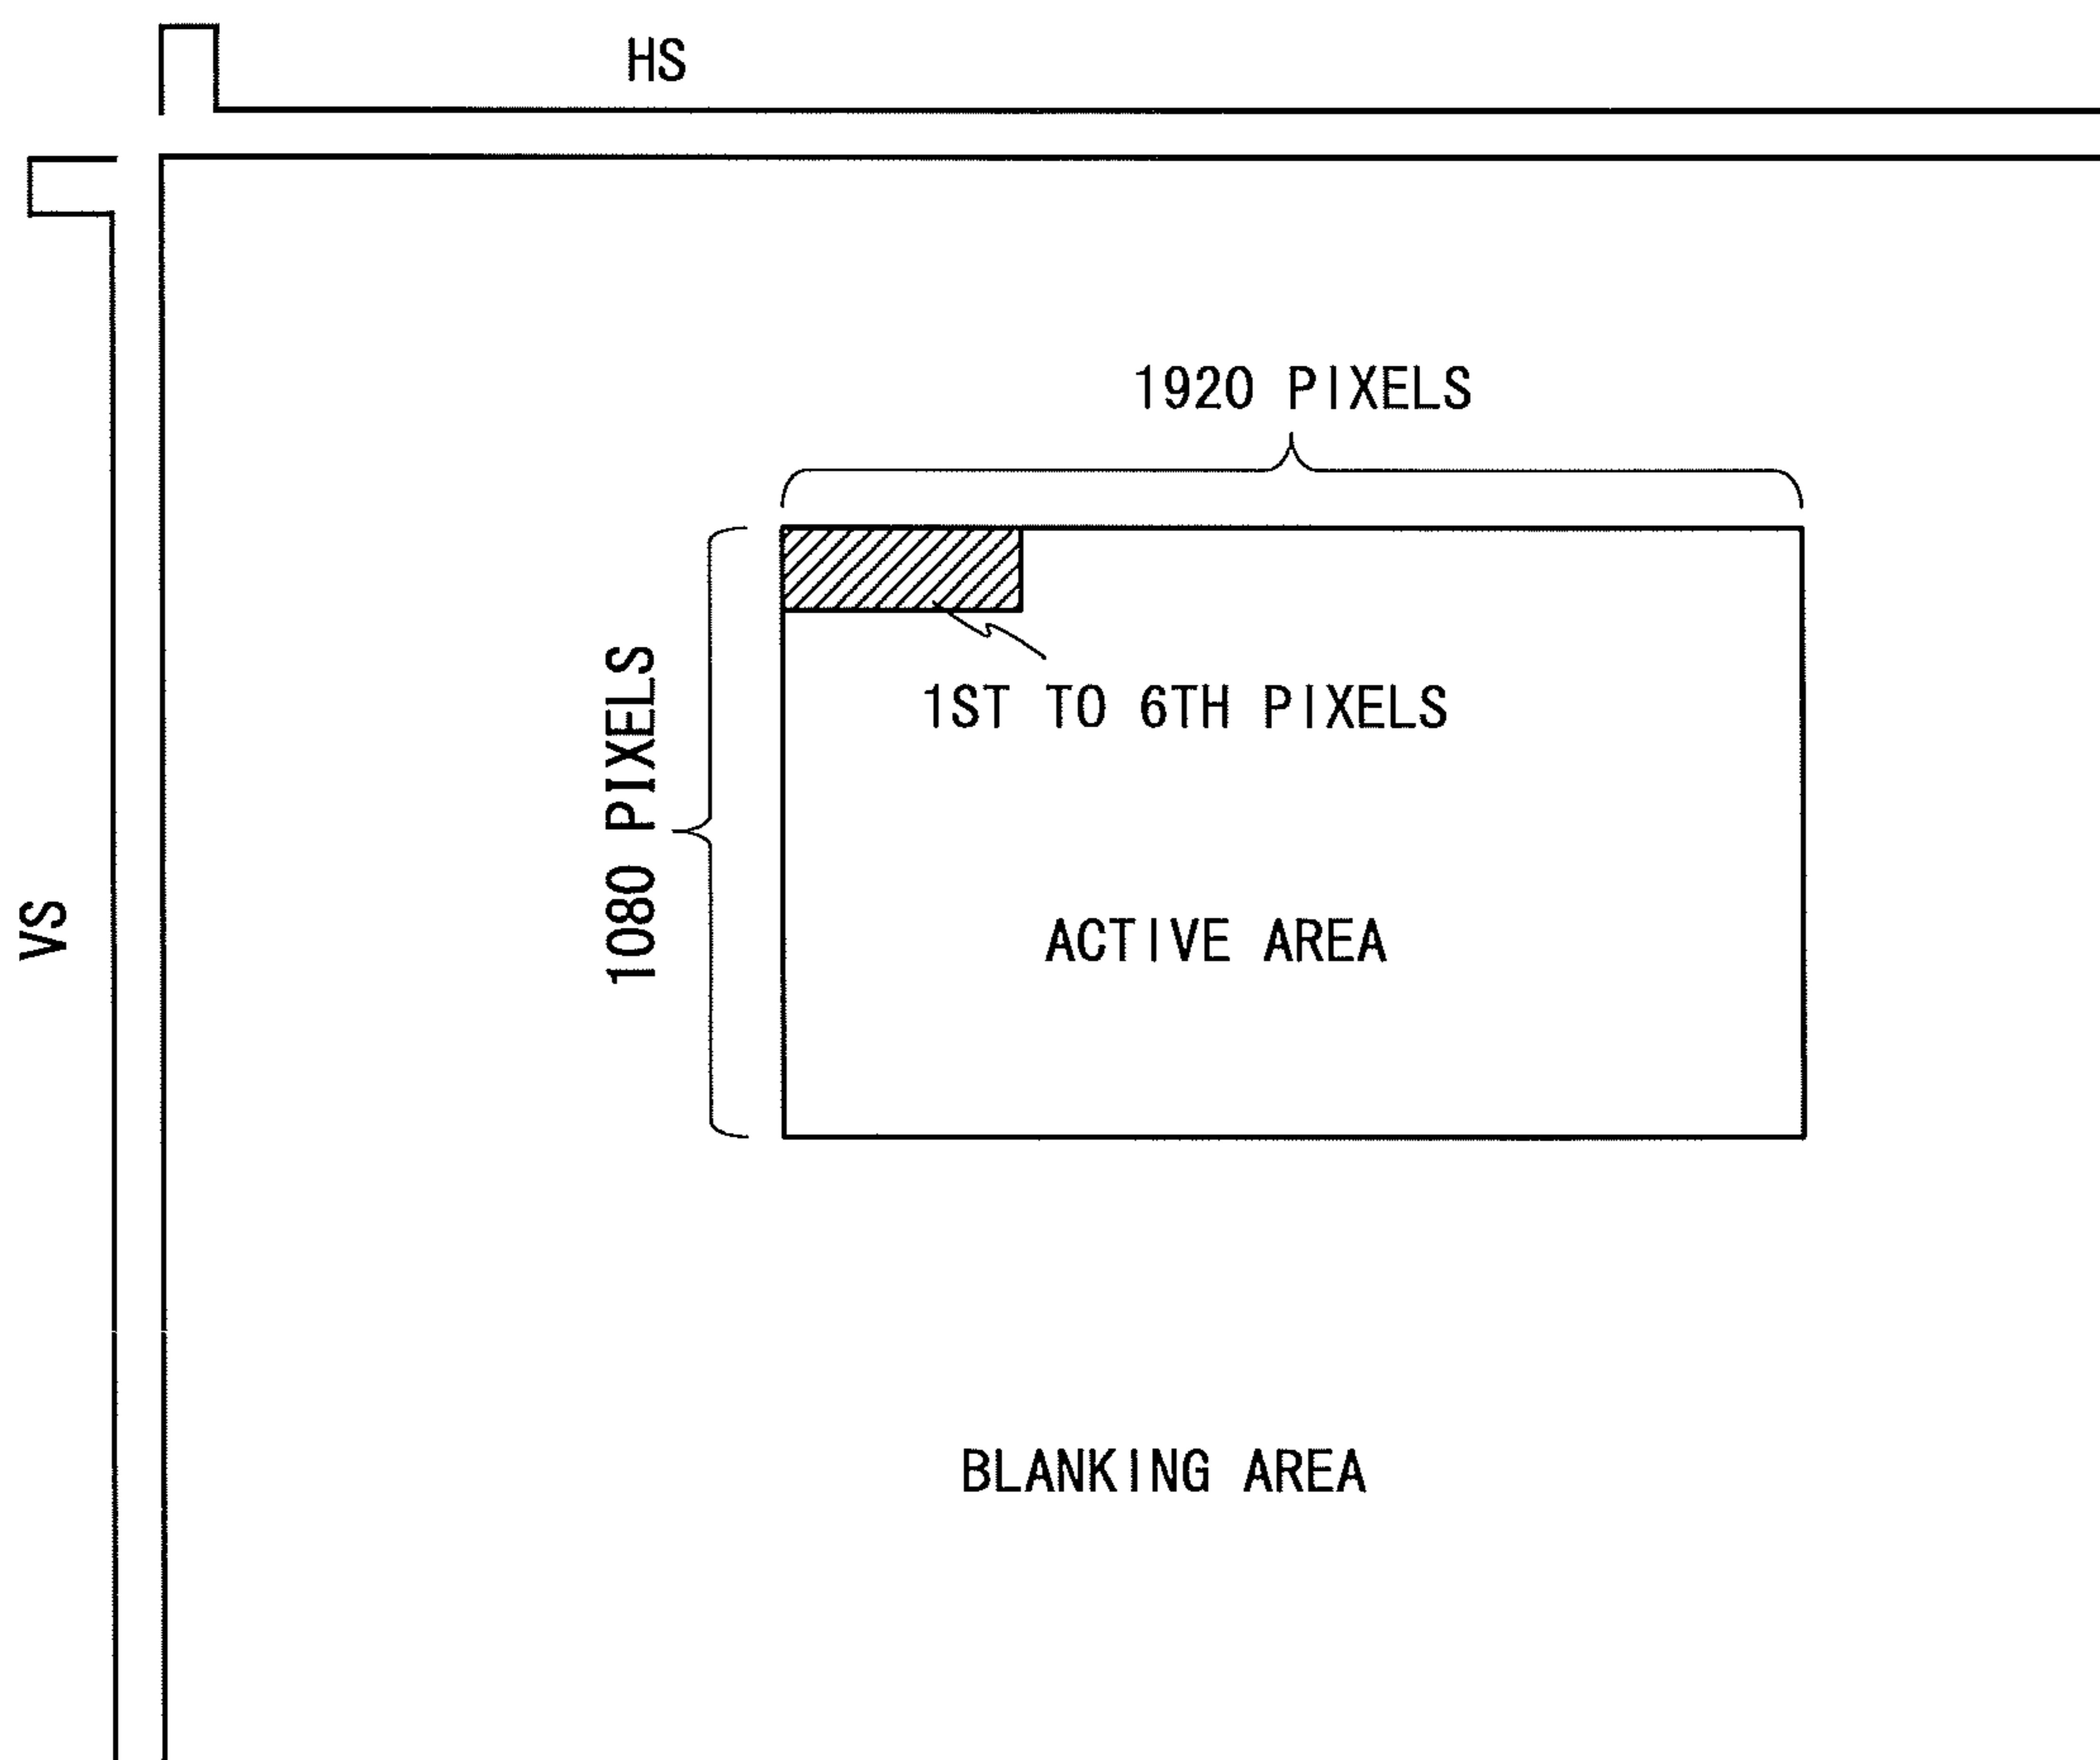 HS
1920 PIXELS
1ST TO 6TH PIXELS
1080 PIXELS
VS
ACTIVE AREA
BLANKING AREA